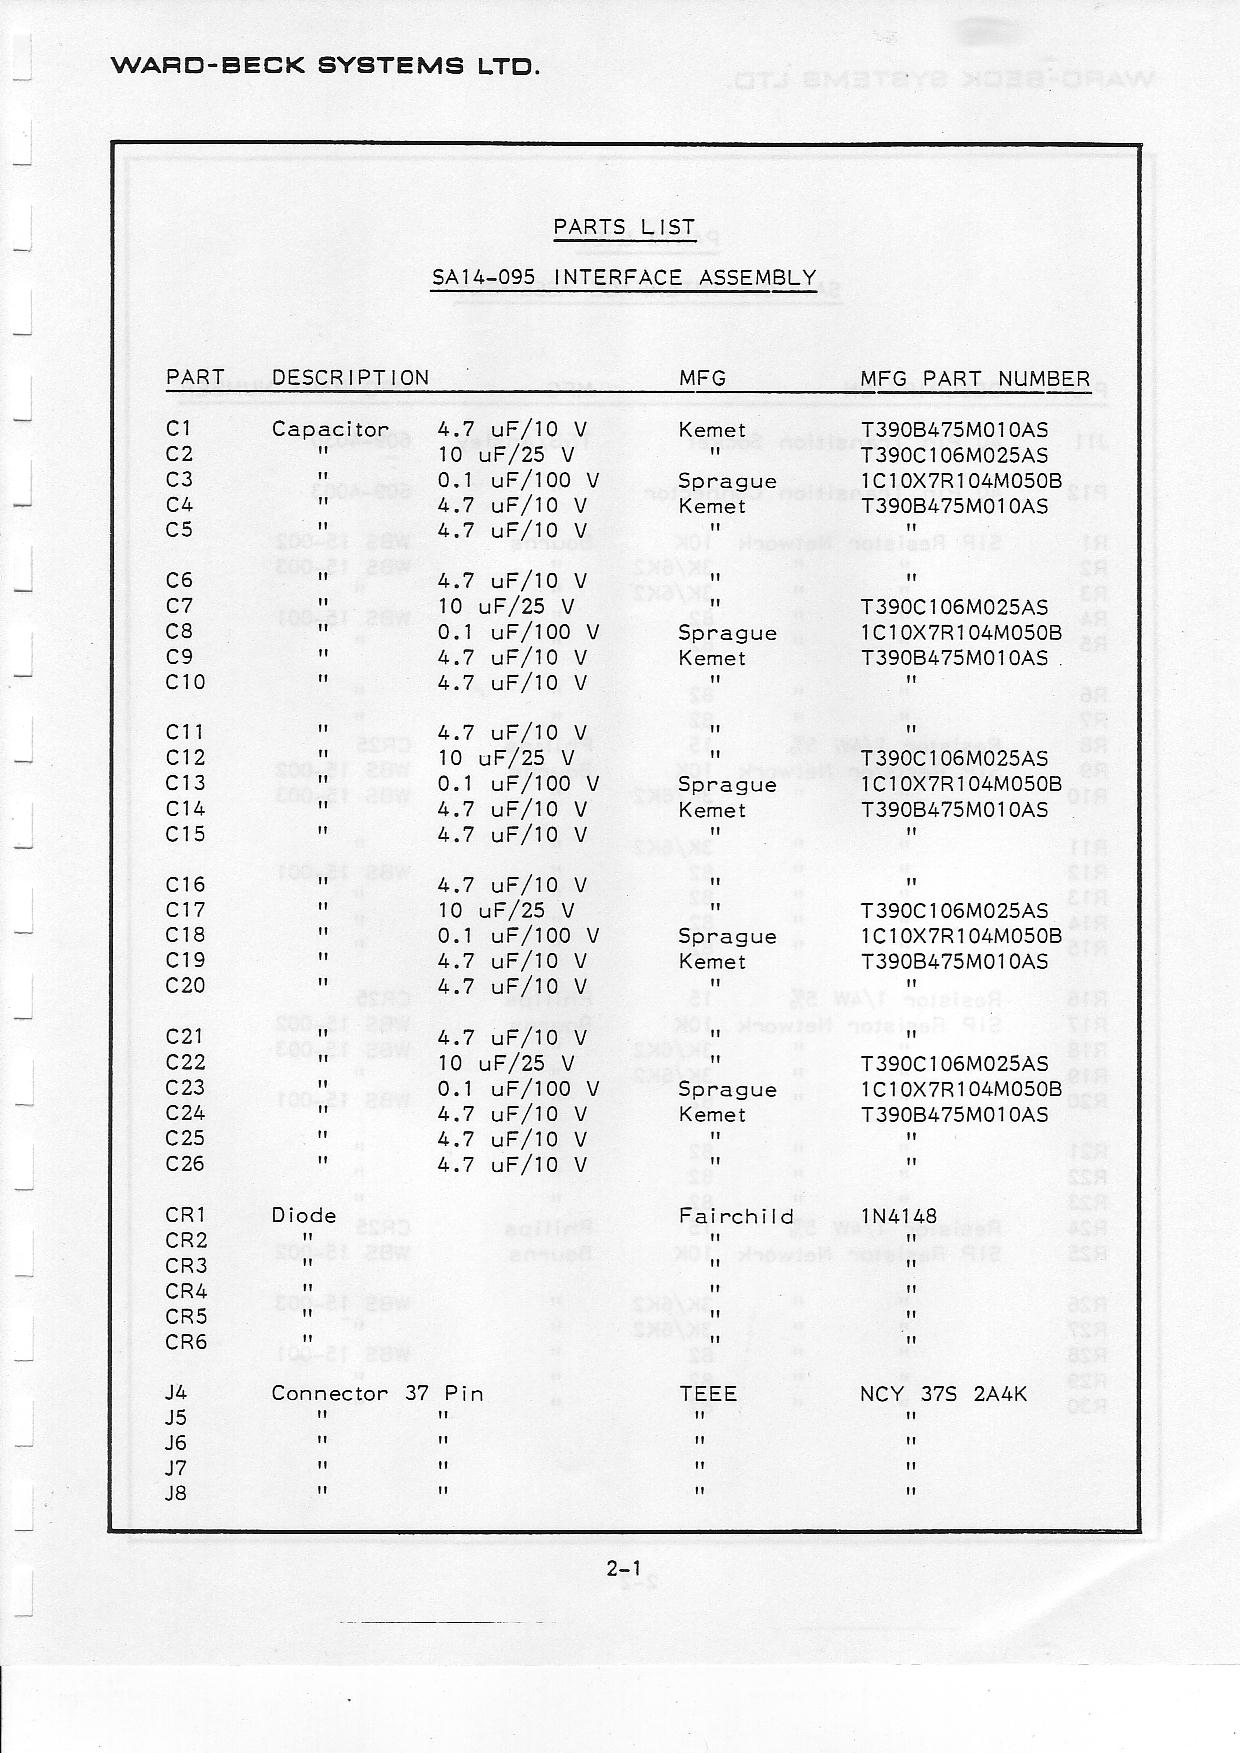 WARD-BECK SYSTEMS LTD.
PARTS LIST
SA14-095 INTERFACE ASSEMBLY
PART DESCRIPTION MFG MFG PART NUMBER
C1 Capacitor 4.7 uF/10 V Kemet T390B475M010AS
C2 " 10 uF/25 V " T390C106M025AS
C3 " 0.1 uF/100 V Sprague 1C10X7R104M050B
C4 " 4.7 uF/10 V Kemet T390B475M010AS
C5 " 4.7 uF/10 V " "
C6 " 4.7 uF/10 V " "
C7 " 10 uF/25 V " T390C106M025AS
C8 " 0.1 uF/100 V Sprague 1C10X7R104M050B
C9 " 4.7 uF/10 V Kemet T390B475M010AS
C10 " 4.7 uF/10 V " "
C11 " 4.7 uF/10 V " "
C12 " 10 uF/25 V " T390C106M025AS
C13 " 0.1 uF/100 V Sprague 1C10X7R104M050B
C14 " 4.7 uF/10 V Kemet T390B475M010AS
C15 " 4.7 uF/10 V " "
C16 " 4.7 uF/10 V " "
C17 " 10 uF/25 V " T390C106M025AS
C18 " 0.1 uF/100 V Sprague 1C10X7R104M050B
C19 " 4.7 uF/10 V Kemet T390B475M010AS
C20 " 4.7 uF/10 V " "
C21 " 4.7 uF/10 V " "
C22 " 10 uF/25 V " T390C106M025AS
C23 " 0.1 uF/100 V Sprague 1C10X7R104M050B
C24 " 4.7 uF/10 V Kemet T390B475M010AS
C25 " 4.7 uF/10 V " "
C26 " 4.7 uF/10 V " "
CR1 Diode Fairchild 1N4148
CR2 " " "
CR3 " " "
CR4 " " "
CR5 " " "
CR6 " " "
J4 Connector 37 Pin TEEE NCY 37S 2A4K
J5 " " " "
J6 " " " "
J7 " " " "
J8 " " " "
2-1